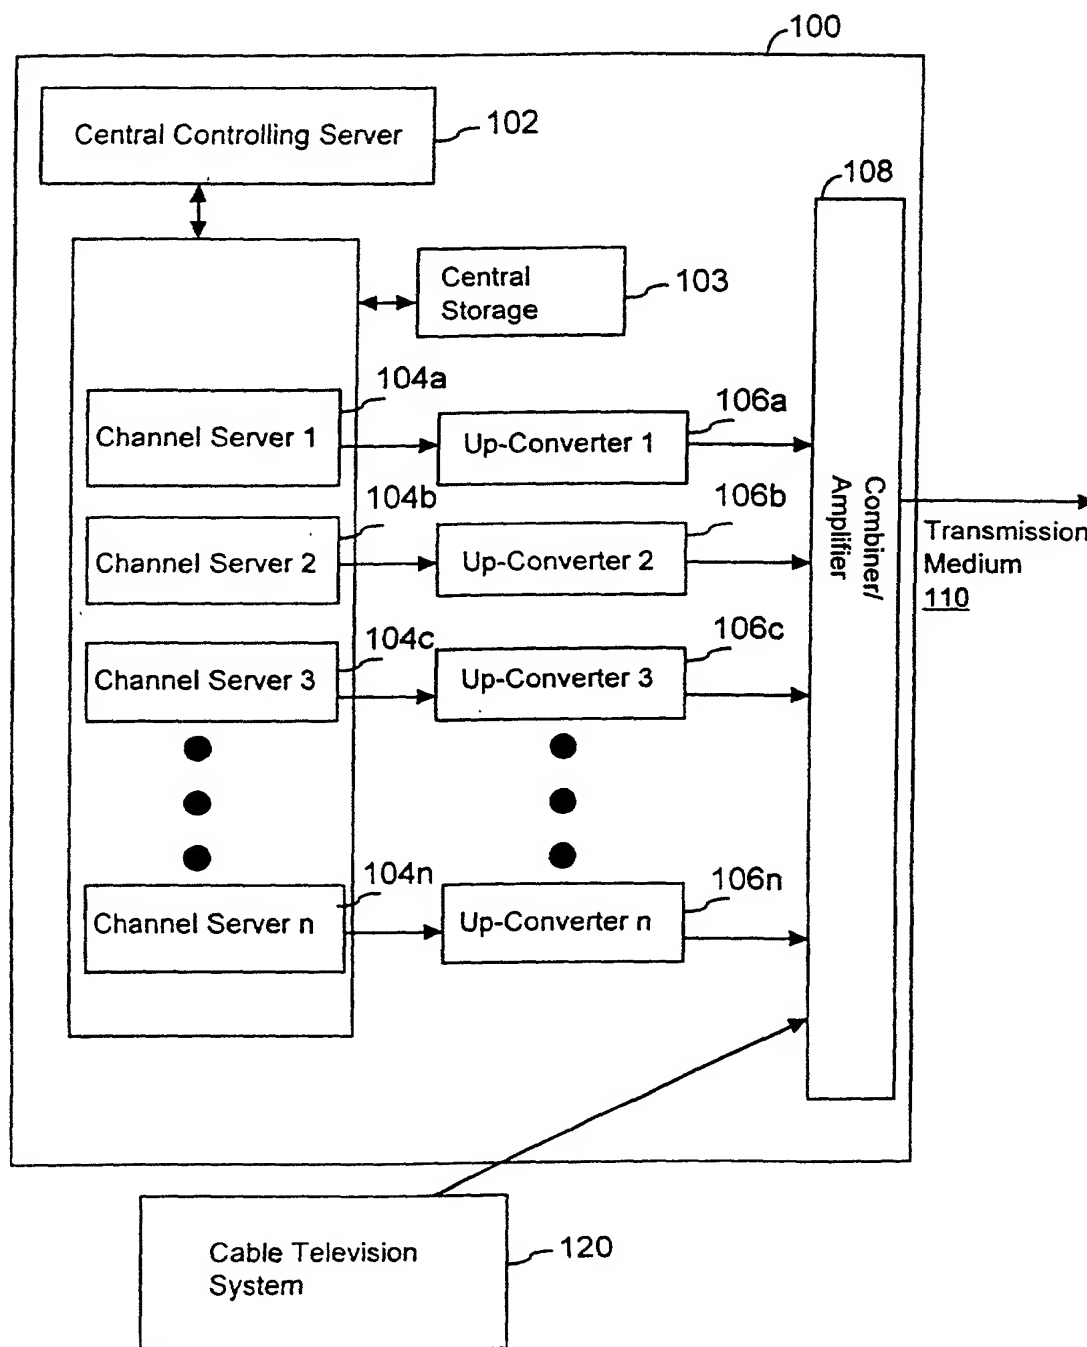 100
Central Controlling Server
102
108
Central
Storage
103
104a
Channel Server 1
106a
Up-Converter 1
Combiner/
Amplifier
104b
Channel Server 2
106b
Up-Converter 2
Transmission
Medium
110
104c
Channel Server 3
106c
Up-Converter 3
104n
Channel Server n
106n
Up-Converter n
Cable Television
System
120